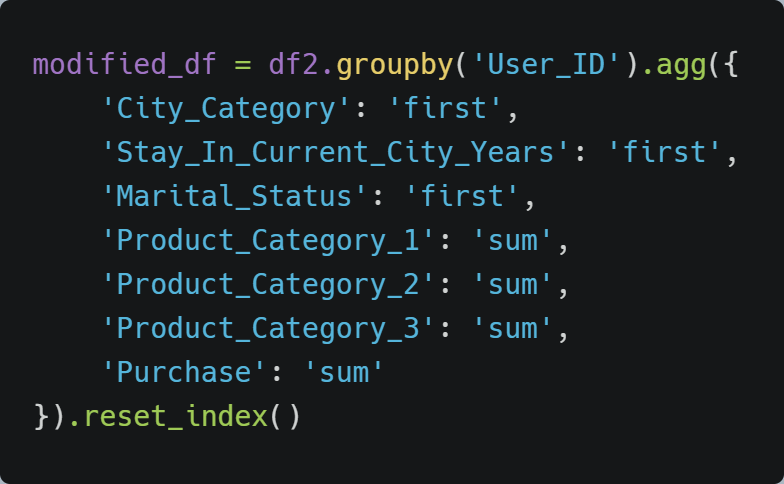 modified_df = df2.groupby('User_ID').agg({
    'City_Category': 'first',
    'Stay_In_Current_City_Years': 'first',
    'Marital_Status': 'first',
    'Product_Category_1': 'sum',
    'Product_Category_2': 'sum',
    'Product_Category_3': 'sum',
    'Purchase': 'sum'
}).reset_index()